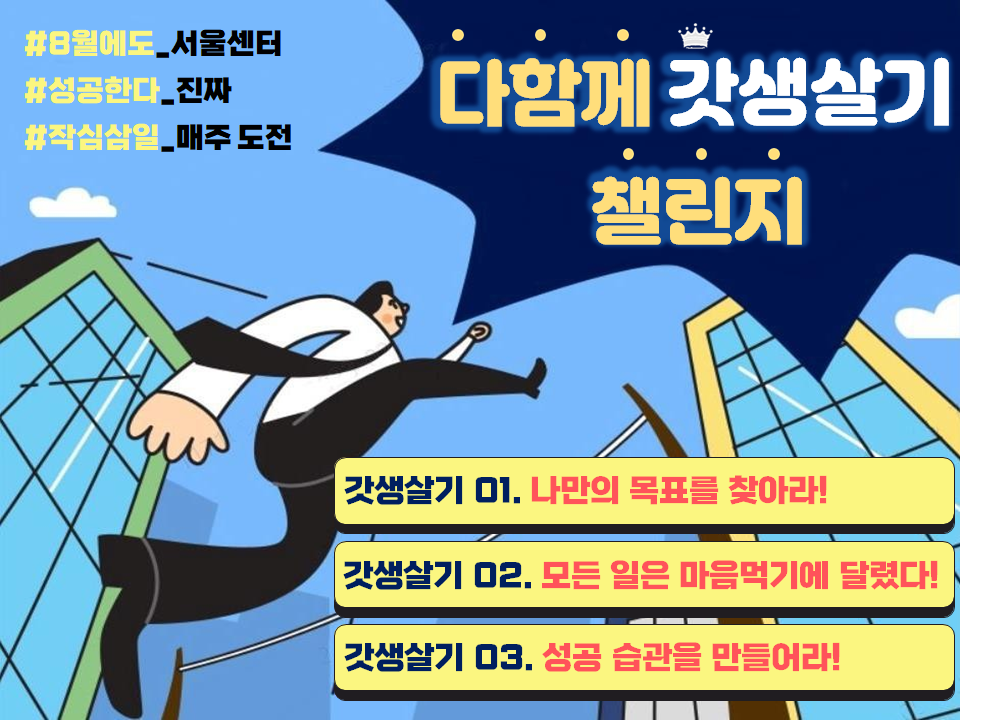 #8월에도_서울센터
#성공한다_진짜
#작심삼일_매주 도전
다함께 갓생살기
챌린지
갓생살기 01. 나만의 목표를 찾아라!
갓생살기 02. 모든 일은 마음먹기에 달렸다!
갓생살기 03. 성공 습관을 만들어라!